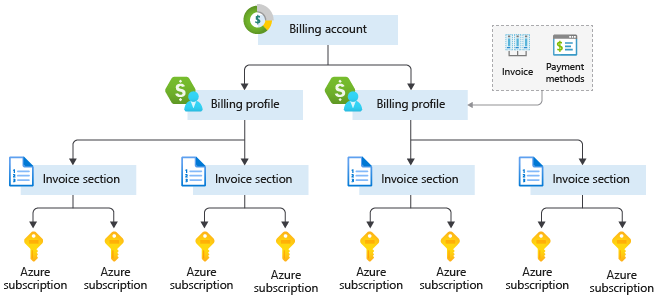 Billing account
Invoice
Payment
methods
Billing profile
Billing profile
Invoice section
Invoice section
Invoice section
Invoice section
Azure
subscription
Azure
subscription
Azure
subscription
Azure
subscription
Azure
subscription
Azure
subscription
Azure
subscription
Azure
subscription